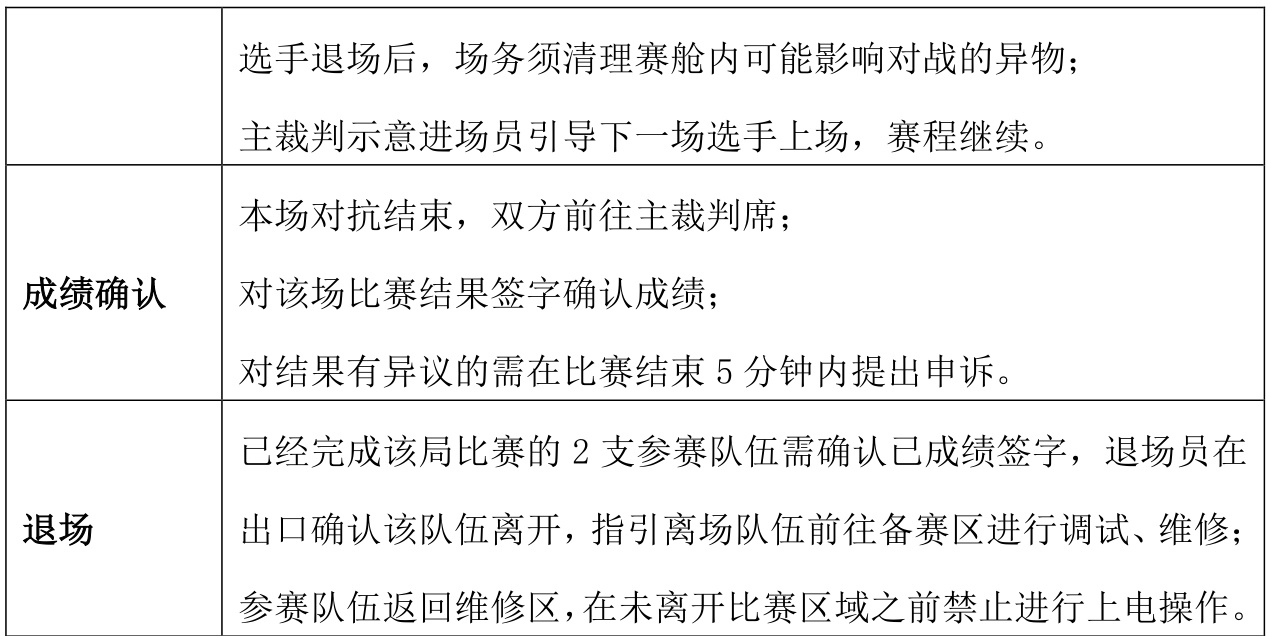 选手退场后，场务须清理赛舱内可能影响对战的异物；
主裁判示意进场员引导下一场选手上场，赛程继续。
本场对抗结束，双方前往主裁判席；
成绩确认
对该场比赛结果签字确认成绩；
对结果有异议的需在比赛结束 5 分钟内提出申诉。
已经完成该局比赛的 2 支参赛队伍需确认已成绩签字，退场员在
退场
出口确认该队伍离开，指引离场队伍前往备赛区进行调试、维修；
参赛队伍返回维修区，在未离开比赛区域之前禁止进行上电操作。